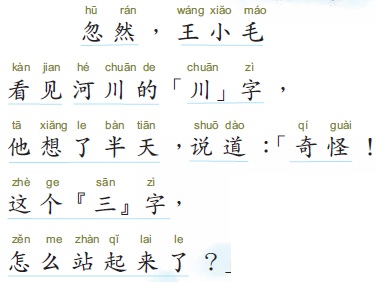 hū rán wáng xiǎo máo
忽然，王小毛
kàn jian hé chuān de chuān zì
看见河川的「川」字，
tā xiǎng le bàn tiān shuō dào qí guài
他想了半天，说道：「奇怪！
zhè ge sān zì
这个『三』字，
zěn me zhàn qǐ lai le
怎么站起来了？」